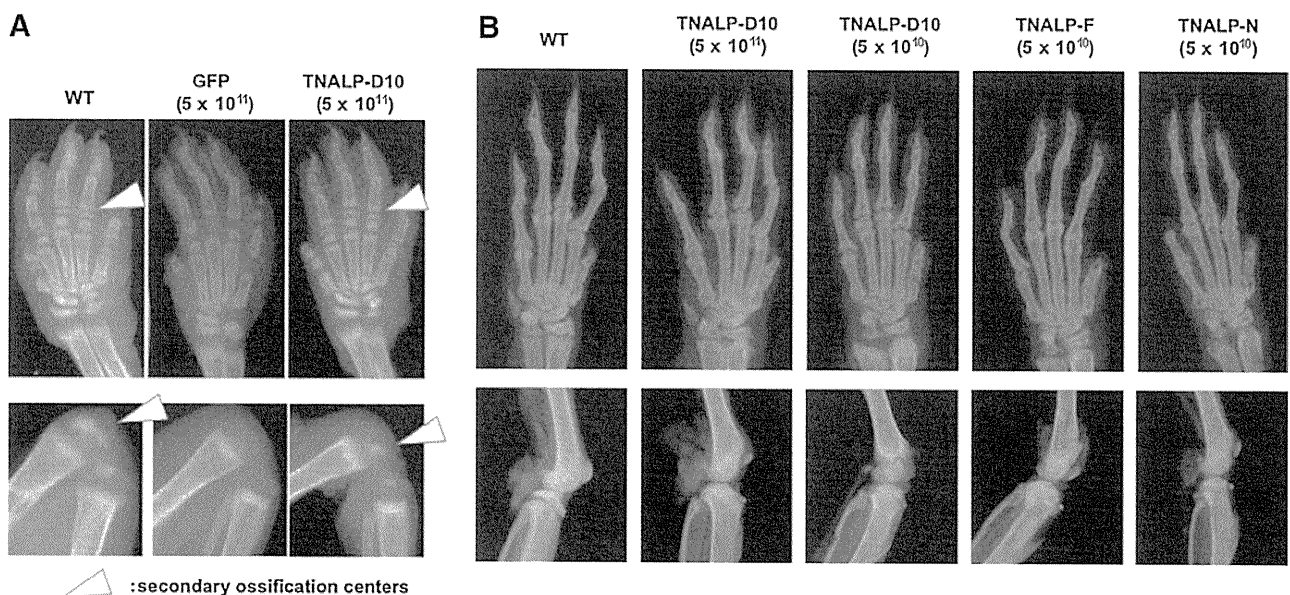 A
WT
GFP
(5 x 10¹¹)
TNALP-D10
(5 x 10¹¹)
:secondary ossification centers
B
WT
TNALP-D10
(5 x 10¹¹)
TNALP-D10
(5 x 10¹⁰)
TNALP-F
(5 x 10¹⁰)
TNALP-N
(5 x 10¹⁰)